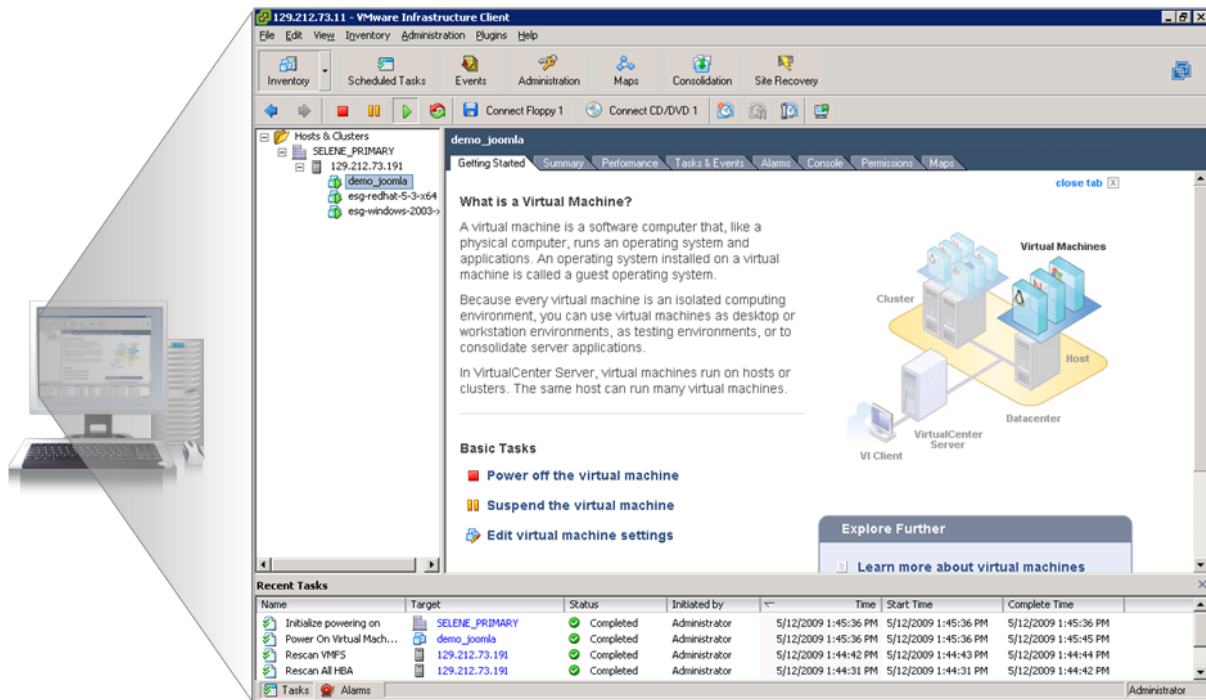 129.212.73.11 - VMware Infrastructure Client
File Edit View Inventory Administration Plugins Help
Inventory Scheduled Tasks Events Administration Maps Consolidation Site Recovery
Connect Floppy 1 Connect CD/DVD 1
Hosts & Clusters
SELENE_PRIMARY
129.212.73.191
demo_joomla
esg-redhat-5-3-x64
esg-windows-2003-
demo_joomla
Getting Started Summary Performance Tasks & Events Alarms Console Permissions Maps
close tab X
What is a Virtual Machine?
A virtual machine is a software computer that, like a
physical computer, runs an operating system and
applications. An operating system installed on a virtual
machine is called a guest operating system.
Because every virtual machine is an isolated computing
environment, you can use virtual machines as desktop or
workstation environments, as testing environments, or to
consolidate server applications.
In VirtualCenter Server, virtual machines run on hosts or
clusters. The same host can run many virtual machines.
Virtual Machines
Cluster
Host
Datacenter
VirtualCenter
Server
VI Client
Basic Tasks
Power off the virtual machine
Suspend the virtual machine
Edit virtual machine settings
Explore Further
Learn more about virtual machines
Recent Tasks
Name Target Status Initiated by Time Start Time Complete Time
Initialize powering on SELENE_PRIMARY Completed Administrator 5/12/2009 1:45:36 PM 5/12/2009 1:45:36 PM 5/12/2009 1:45:36 PM
Power On Virtual Mach... demo_joomla Completed Administrator 5/12/2009 1:45:36 PM 5/12/2009 1:45:36 PM 5/12/2009 1:45:45 PM
Rescan VMFS 129.212.73.191 Completed Administrator 5/12/2009 1:44:42 PM 5/12/2009 1:44:43 PM 5/12/2009 1:44:44 PM
Rescan All HBA 129.212.73.191 Completed Administrator 5/12/2009 1:44:31 PM 5/12/2009 1:44:31 PM 5/12/2009 1:44:42 PM
Tasks Alarms Administrator